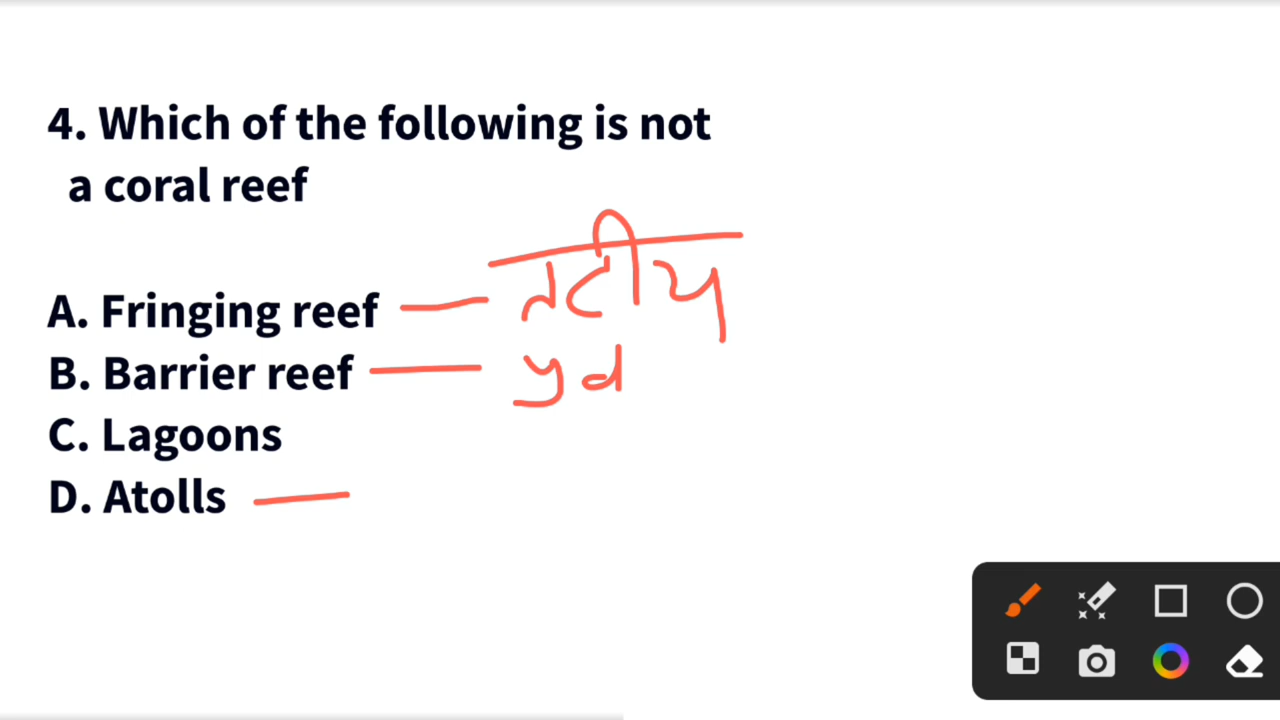 4. Which of the following is not
a coral reef
A. Fringing reef — तटीय
B. Barrier reef —
C. Lagoons
D. Atolls —